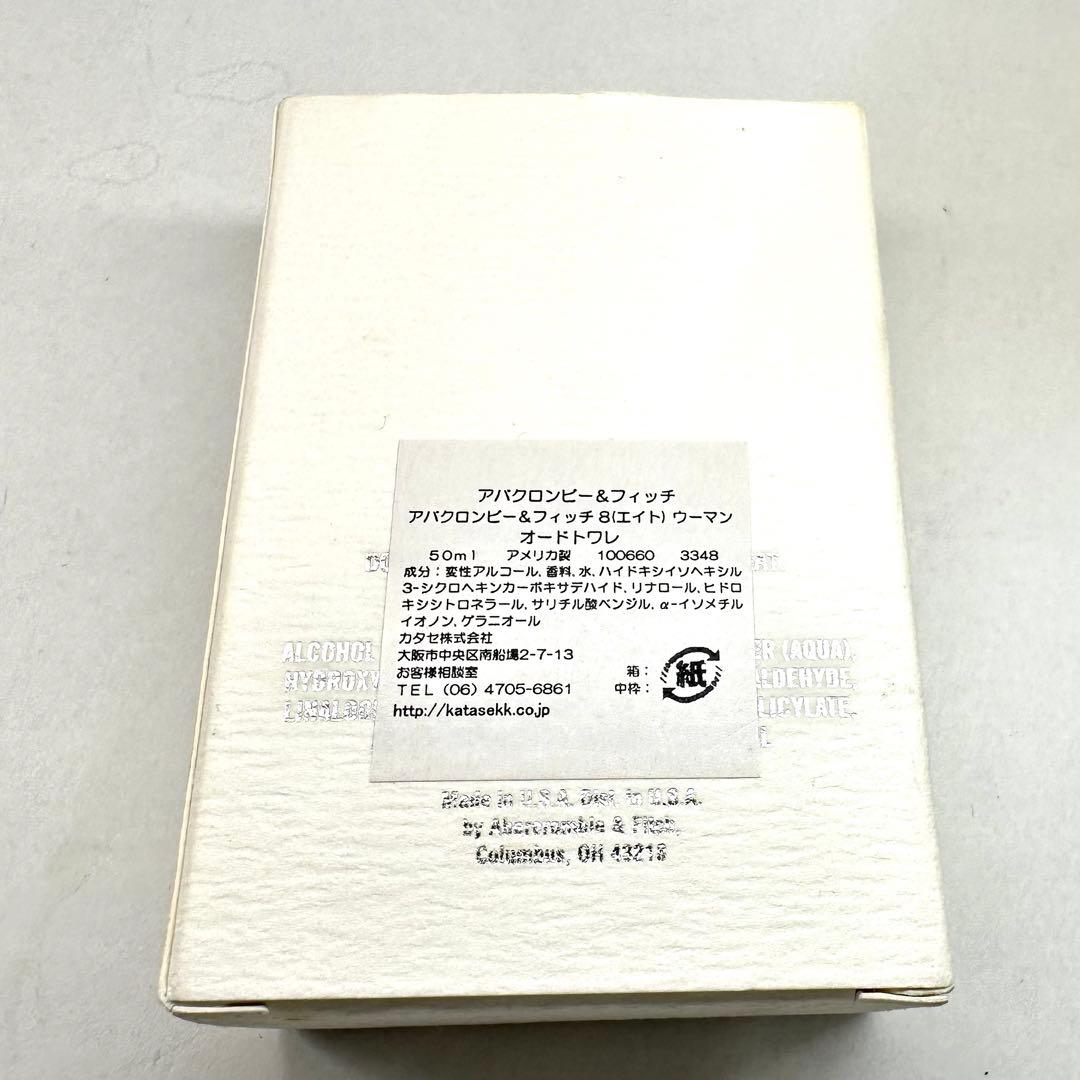 アバクロンビー&フィッチ
アバクロンビー&フィッチ 8(エイト) ウーマン
オードトワレ
50ml アメリカ製 100660 3348
成分:変性アルコール、香料、水、ハイドキシイソヘキシル
3-シクロヘキンカーボキサデハイド、リナロール、ヒドロ
キシシトロネラール、サリチル酸ベンジル、α-イソメチル
イオノン、ゲラニオール
カタセ株式会社
大阪市中央区南船場2-7-13
お客様相談室
TEL (06) 4705-6861
http://katasekk.co.jp
箱:
中枠:
紙
ALCOHOL
(AQUA),
Made in U.S.A. Dist. in U.S.A.
by Abercrombie & Fitch,
Columbus, OH 43216